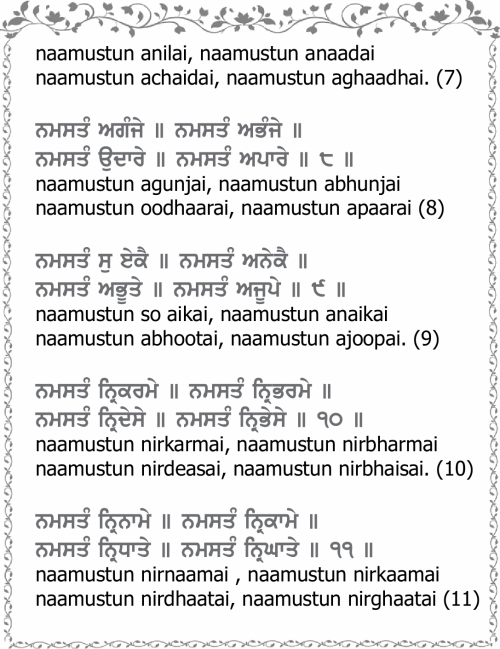 naamustun anilai, naamustun anaadai
naamustun achaidai, naamustun aghaadhai. (7)
ਨਮਸਤੰ ਅਗੰਜੇ ॥ ਨਮਸਤੰ ਅਭੰਜੇ ॥
ਨਮਸਤੰ ਉਦਾਰੇ ॥ ਨਮਸਤੰ ਅਪਾਰੇ ॥ ੮ ॥
naamustun agunjai, naamustun abhunjai
naamustun oodhaarai, naamustun apaarai (8)
ਨਮਸਤੰ ਸੁ ਏਕੈ ॥ ਨਮਸਤੰ ਅਨੇਕੈ ॥
ਨਮਸਤੰ ਅਭੂਤੇ ॥ ਨਮਸਤੰ ਅਜੂਪੇ ॥ ੯ ॥
naamustun so aikai, naamustun anaikai
naamustun abhootai, naamustun ajoopai. (9)
ਨਮਸਤੰ ਨ੍ਰਿਕਰਮੇ ॥ ਨਮਸਤੰ ਨ੍ਰਿਭਰਮੇ ॥
ਨਮਸਤੰ ਨ੍ਰਿਦੇਸੇ ॥ ਨਮਸਤੰ ਨ੍ਰਿਭੇਸੇ ॥ ੧੦ ॥
naamustun nirkarmai, naamustun nirbharmai
naamustun nirdeasai, naamustun nirbhaisai. (10)
ਨਮਸਤੰ ਨ੍ਰਿਨਾਮੇ ॥ ਨਮਸਤੰ ਨ੍ਰਿਕਾਮੇ ॥
ਨਮਸਤੰ ਨ੍ਰਿਧਾਤੇ ॥ ਨਮਸਤੰ ਨ੍ਰਿਘਾਤੇ ॥ ੧੧ ॥
naamustun nirnaamai , naamustun nirkaamai
naamustun nirdhaatai, naamustun nirghaatai (11)